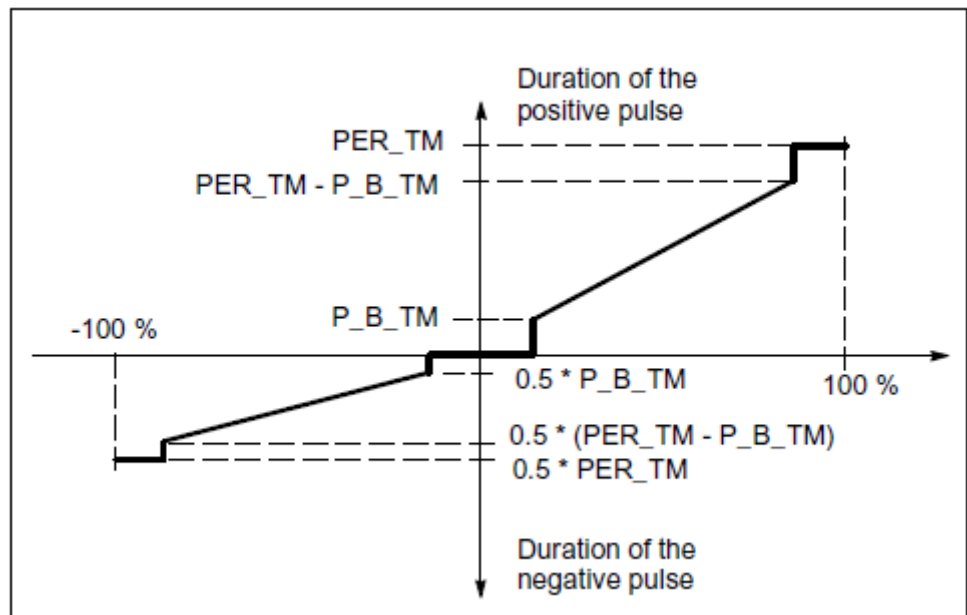 Duration of the
positive pulse
PER_TM
PER_TM - P_B_TM
P_B_TM
-100 %
0.5 * P_B_TM
100 %
0.5 * (PER_TM - P_B_TM)
0.5 * PER_TM
Duration of the
negative pulse